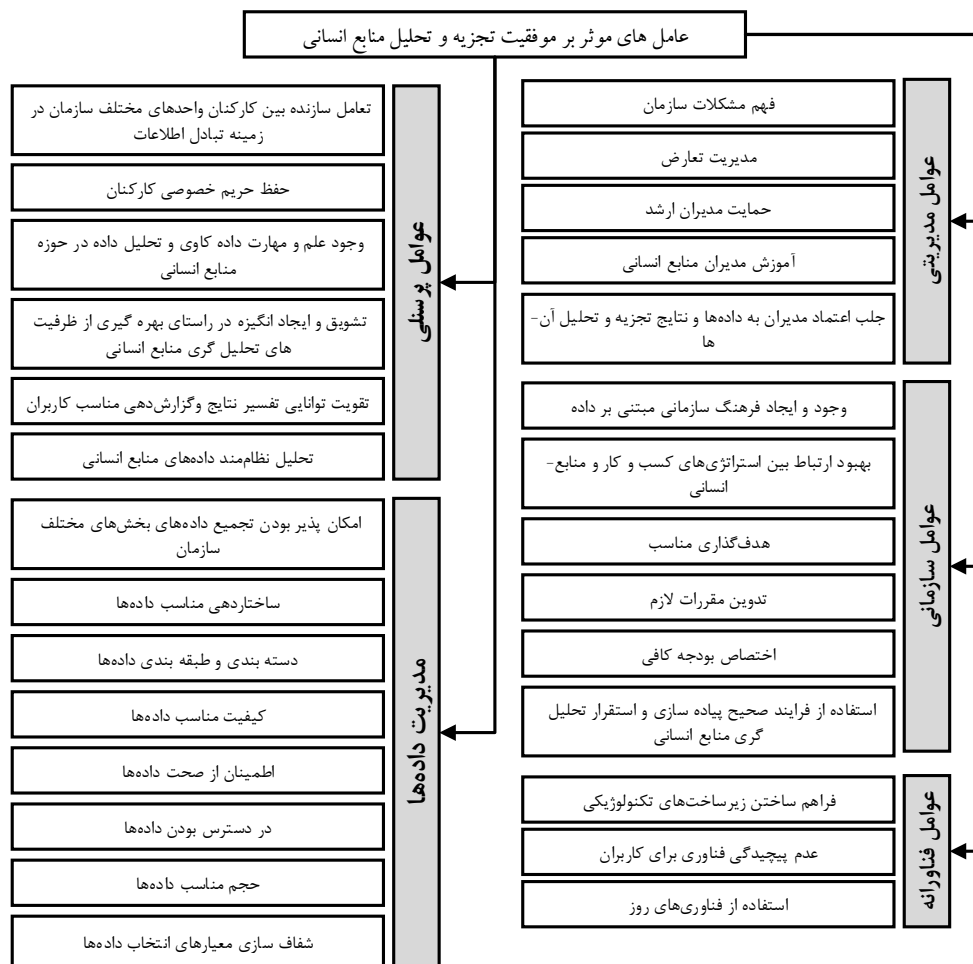 عامل های موثر بر موفقیت تجزیه و تحلیل منابع انسانی
عوامل مدیریتی
فهم مشکلات سازمان
مدیریت تعارض
حمایت مدیران ارشد
آموزش مدیران منابع انسانی
جلب اعتماد مدیران به داده‌ها و نتایج تجزیه و تحلیل آن-
ها
عوامل سازمانی
وجود و ایجاد فرهنگ سازمانی مبتنی بر داده
بهبود ارتباط بین استراتژی‌های کسب و کار و منابع-
انسانی
هدف‌گذاری مناسب
تدوین مقررات لازم
اختصاص بودجه کافی
استفاده از فرایند صحیح پیاده سازی و استقرار تحلیل
گری منابع انسانی
عوامل فناورانه
فراهم ساختن زیرساخت‌های تکنولوژیکی
عدم پیچیدگی فناوری برای کاربران
استفاده از فناوری‌های روز
عوامل پرسنلی
تعامل سازنده بین کارکنان واحدهای مختلف سازمان در
زمینه تبادل اطلاعات
حفظ حریم خصوصی کارکنان
وجود علم و مهارت داده کاوی و تحلیل داده در حوزه
منابع انسانی
تشویق و ایجاد انگیزه در راستای بهره گیری از ظرفیت
های تحلیل گری منابع انسانی
تقویت توانایی تفسیر نتایج وگزارش‌دهی مناسب کاربران
تحلیل نظام‌مند داده‌های منابع انسانی
مدیریت داده‌ها
امکان پذیر بودن تجمیع داده‌های بخش‌های مختلف
سازمان
ساختاردهی مناسب داده‌ها
دسته بندی و طبقه بندی داده‌ها
کیفیت مناسب داده‌ها
اطمینان از صحت داده‌ها
در دسترس بودن داده‌ها
حجم مناسب داده‌ها
شفاف سازی معیارهای انتخاب داده‌ها